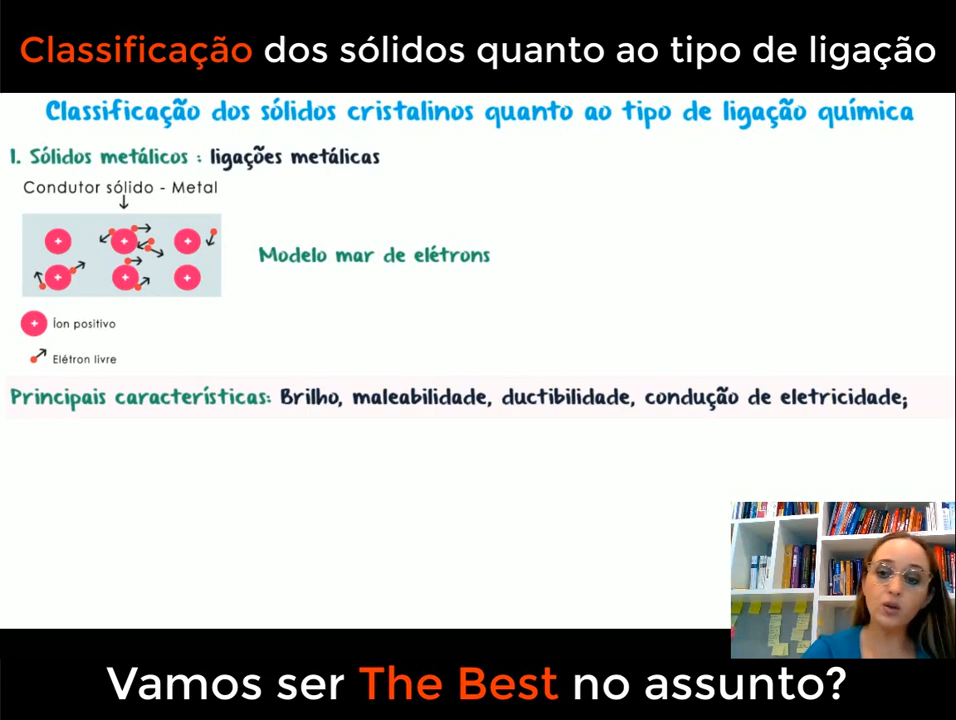 Classificação dos sólidos quanto ao tipo de ligação
Classificação dos sólidos cristalinos quanto ao tipo de ligação química
1. Sólidos metálicos : ligações metálicas
Condutor sólido - Metal
Modelo mar de elétrons
Íon positivo
Elétron livre
Principais características: Brilho, maleabilidade, ductibilidade, condução de eletricidade;
Vamos ser The Best no assunto?